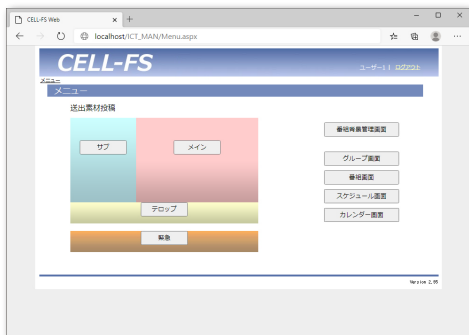 CELL-FS Web
localhost/ICT_MAN/Menu.aspx
CELL-FS
ユーザー1 | ログアウト
メニュー
メニュー
送出素材投稿
サブ
メイン
テロップ
緊急
番組背景管理画面
グループ画面
番組画面
スケジュール画面
カレンダー画面